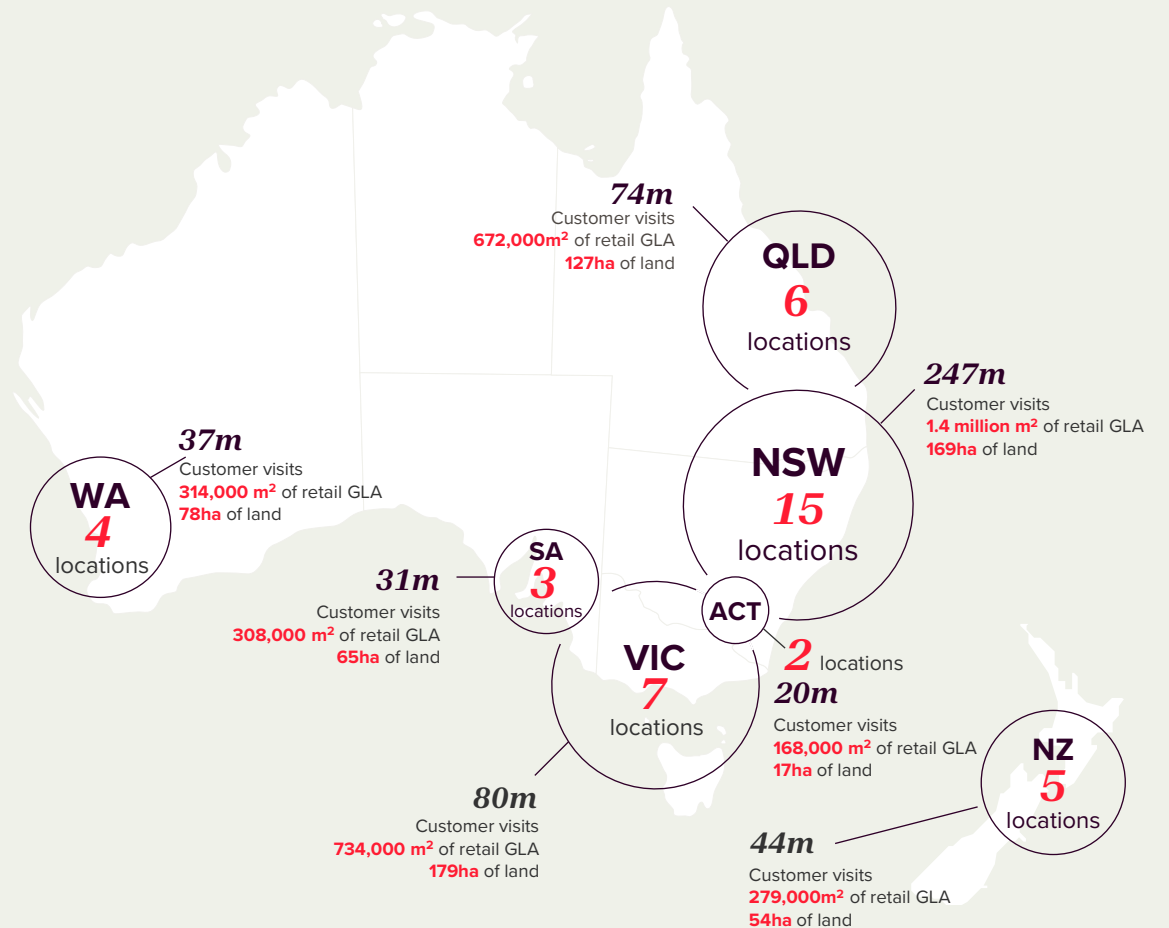 74m
Customer visits
672,000m² of retail GLA
127ha of land
QLD
6
locations
247m
Customer visits
1.4 million m² of retail GLA
169ha of land
NSW
15
locations
37m
Customer visits
314,000 m² of retail GLA
78ha of land
WA
4
locations
31m
Customer visits
308,000 m² of retail GLA
65ha of land
SA
3
locations
ACT
2 locations
20m
Customer visits
168,000 m² of retail GLA
17ha of land
VIC
7
locations
80m
Customer visits
734,000 m² of retail GLA
179ha of land
NZ
5
locations
44m
Customer visits
279,000m² of retail GLA
54ha of land